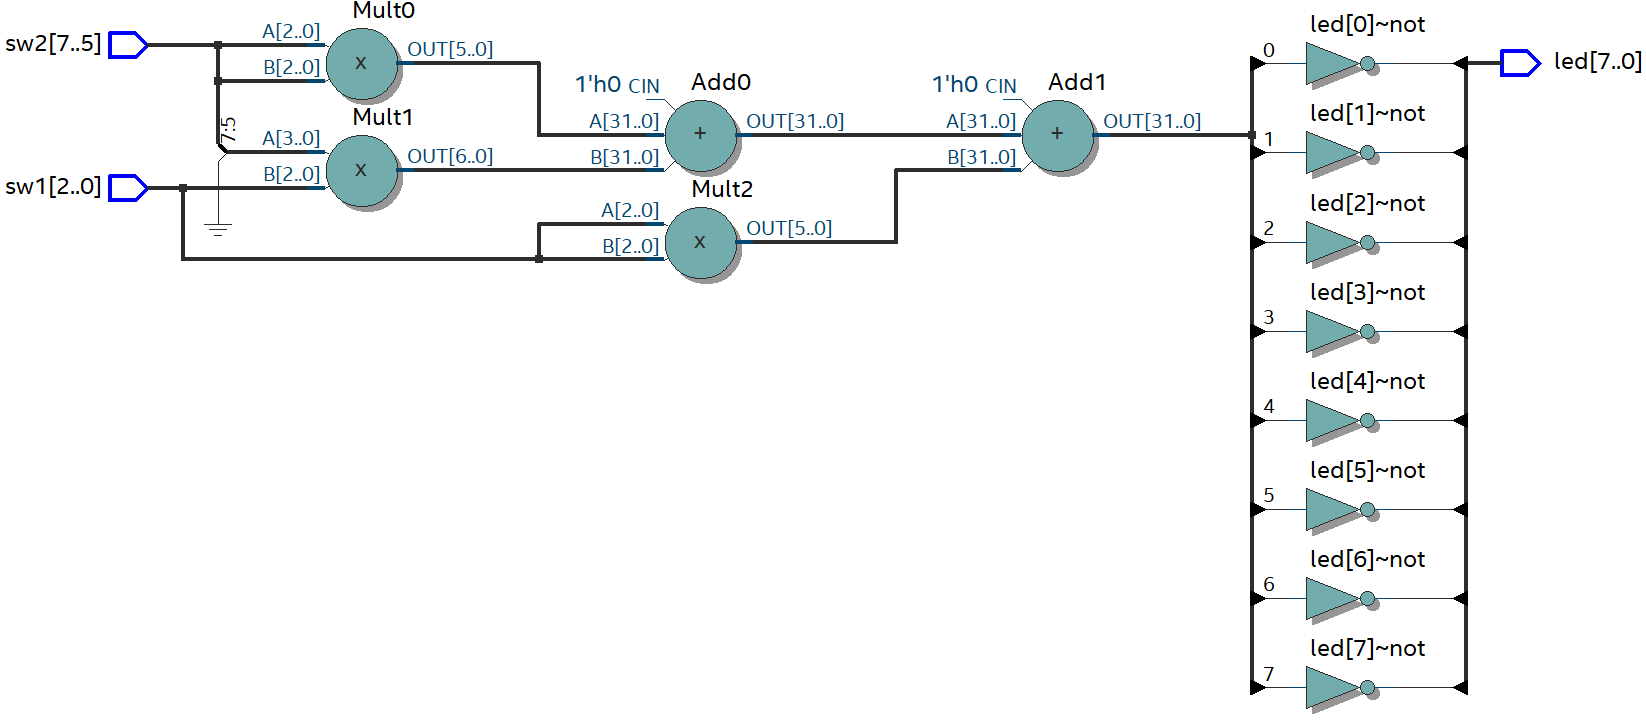 Mult0
sw2[7..5]
A[2..0]
B[2..0]
x
OUT[5..0]
7:5
Mult1
sw1[2..0]
A[3..0]
B[2..0]
x
OUT[6..0]
1'h0 CIN
Add0
A[31..0]
B[31..0]
+
OUT[31..0]
Mult2
A[2..0]
B[2..0]
x
OUT[5..0]
1'h0 CIN
Add1
A[31..0]
B[31..0]
+
OUT[31..0]
led[0]~not
0
led[7..0]
led[1]~not
1
led[2]~not
2
led[3]~not
3
led[4]~not
4
led[5]~not
5
led[6]~not
6
led[7]~not
7